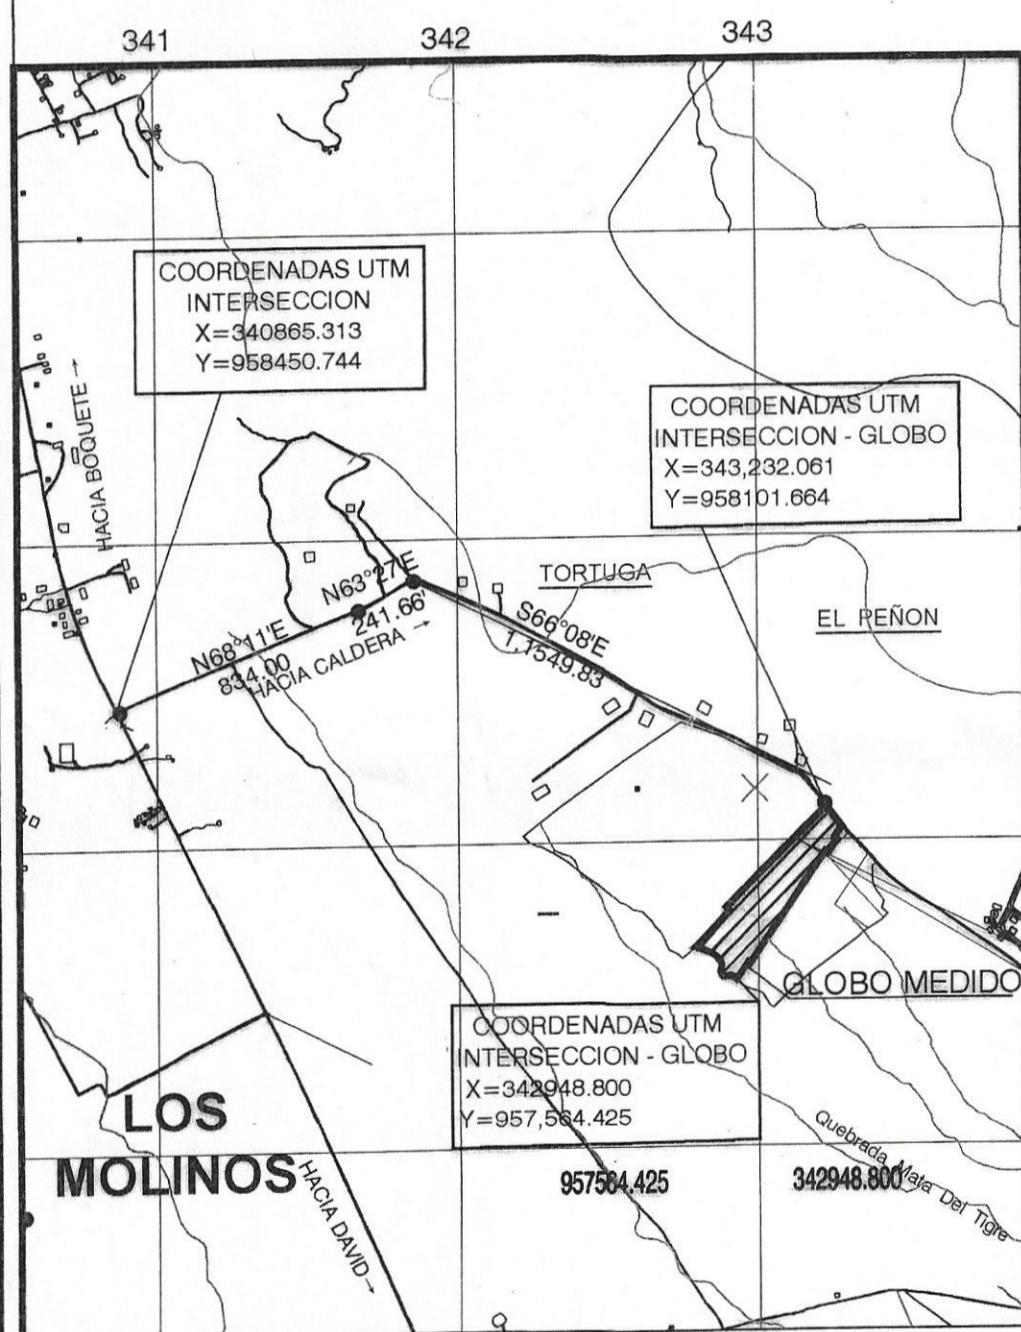 341
342
343
COORDENADAS UTM
INTERSECCION
X=340865.313
Y=958450.744
COORDENADAS UTM
INTERSECCION - GLOBO
X=343,232.061
Y=958101.664
HACIA BOQUETE →
TORTUGA
EL PEÑON
N63°27'E
241.66'
N68°11'E
834.00
HACIA CALDERA →
S66°08'E
1,1549.83
GLOBO MEDIDO
COORDENADAS UTM
INTERSECCION - GLOBO
X=342948.800
Y=957,564.425
LOS
MOLINOS
HACIA DAVID →
957564.425
342948.800
Quebrada Mata Del Tigre